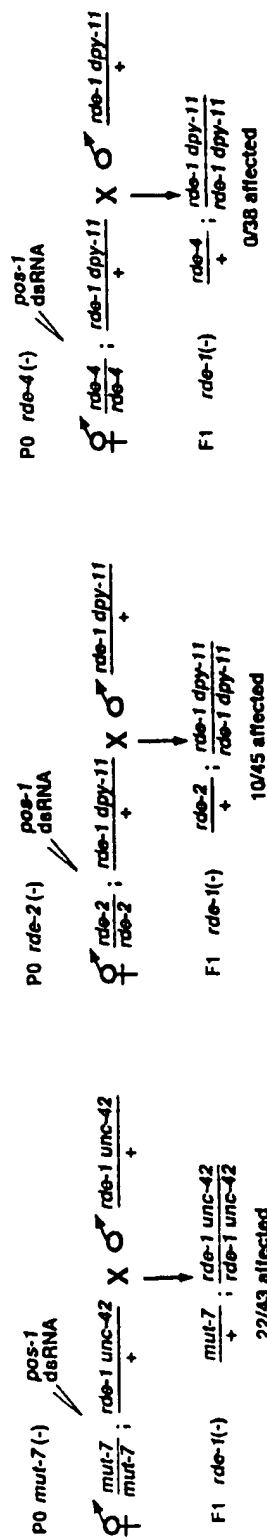 pos-1
dsRNA
P0 mut-7 (-)
mut-7
mut-7
;
rde-1 unc-42
+
X
rde-1 unc-42
+
F1 rde-1(-)
mut-7
+
;
rde-1 unc-42
rde-1 unc-42
22/43 affected
pos-1
dsRNA
P0 rde-2 (-)
rde-2
rde-2
;
rde-1 dpy-11
+
X
rde-1 dpy-11
+
F1 rde-1(-)
rde-2
+
;
rde-1 dpy-11
rde-1 dpy-11
10/45 affected
pos-1
dsRNA
P0 rde-4 (-)
rde-4
rde-4
;
rde-1 dpy-11
+
X
rde-1 dpy-11
+
F1 rde-1(-)
rde-4
+
;
rde-1 dpy-11
rde-1 dpy-11
0/38 affected